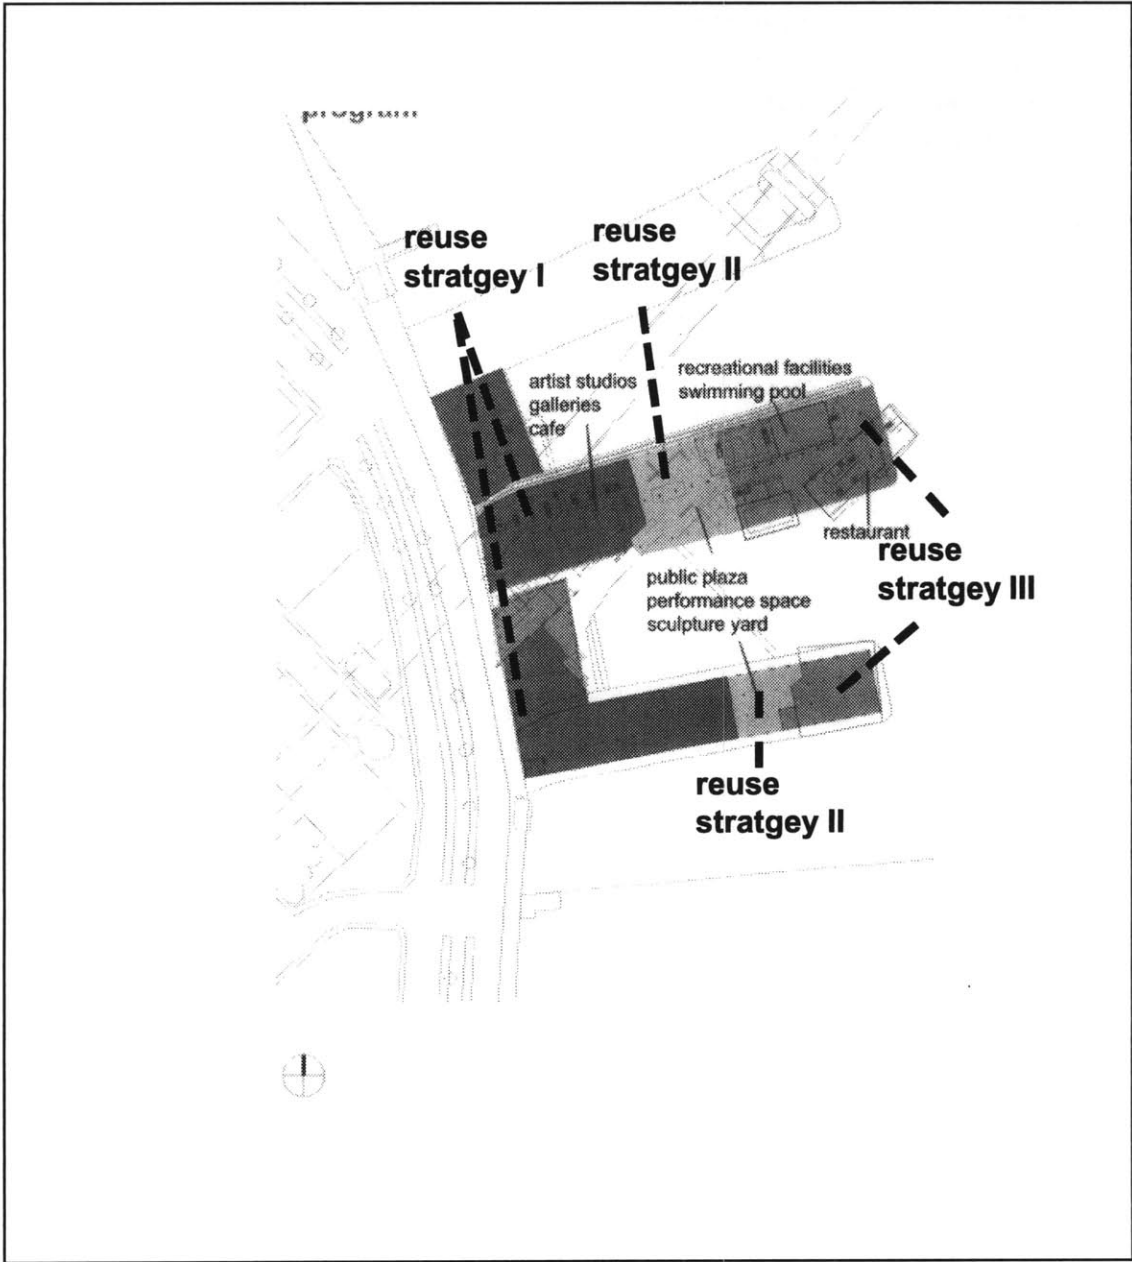 program
reuse
stratgey I
reuse
stratgey II
artist studios
galleries
cafe
recreational facilities
swimming pool
restaurant
reuse
stratgey III
public plaza
performance space
sculpture yard
reuse
stratgey II